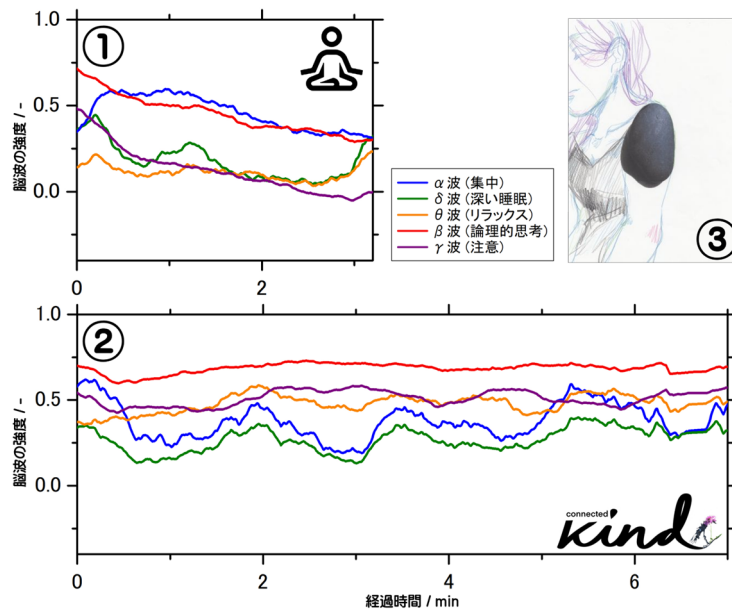 ①
1.0
0.5
0.0
脳波の強度 / -
0
2
α 波 (集中)
δ 波 (深い睡眠)
θ 波 (リラックス)
β 波 (論理的思考)
γ 波 (注意)
③
②
1.0
0.5
0.0
脳波の強度 / -
0
2
4
6
経過時間 / min
connected
kind